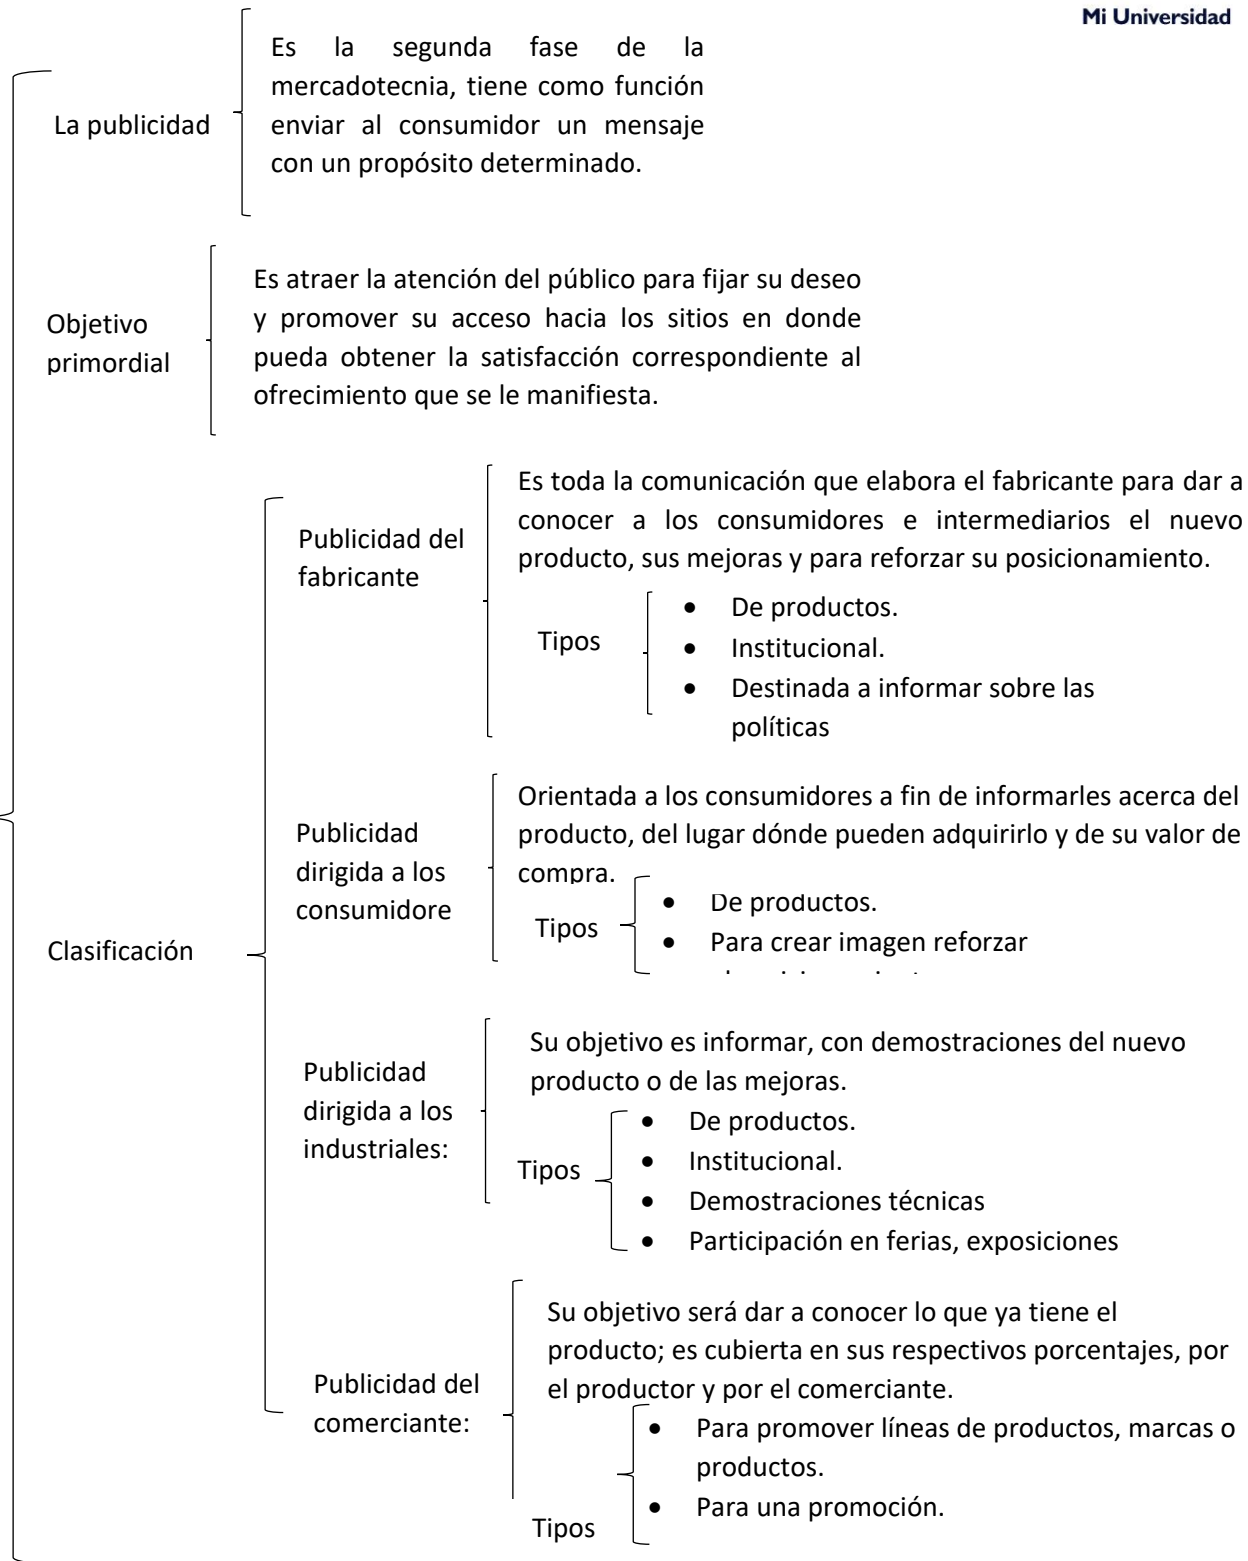 Mi Universidad
La publicidad
Es la segunda fase de la
mercadotecnia, tiene como función
enviar al consumidor un mensaje
con un propósito determinado.
Objetivo
primordial
Es atraer la atención del público para fijar su deseo
y promover su acceso hacia los sitios en donde
pueda obtener la satisfacción correspondiente al
ofrecimiento que se le manifiesta.
Clasificación
Publicidad del
fabricante
Es toda la comunicación que elabora el fabricante para dar a
conocer a los consumidores e intermediarios el nuevo
producto, sus mejoras y para reforzar su posicionamiento.
Tipos
• De productos.
• Institucional.
• Destinada a informar sobre las
políticas
Publicidad
dirigida a los
consumidore
Orientada a los consumidores a fin de informarles acerca del
producto, del lugar dónde pueden adquirirlo y de su valor de
compra.
Tipos
• De productos.
• Para crear imagen reforzar
Publicidad
dirigida a los
industriales:
Su objetivo es informar, con demostraciones del nuevo
producto o de las mejoras.
Tipos
• De productos.
• Institucional.
• Demostraciones técnicas
• Participación en ferias, exposiciones
Publicidad del
comerciante:
Su objetivo será dar a conocer lo que ya tiene el
producto; es cubierta en sus respectivos porcentajes, por
el productor y por el comerciante.
Tipos
• Para promover líneas de productos, marcas o
productos.
• Para una promoción.